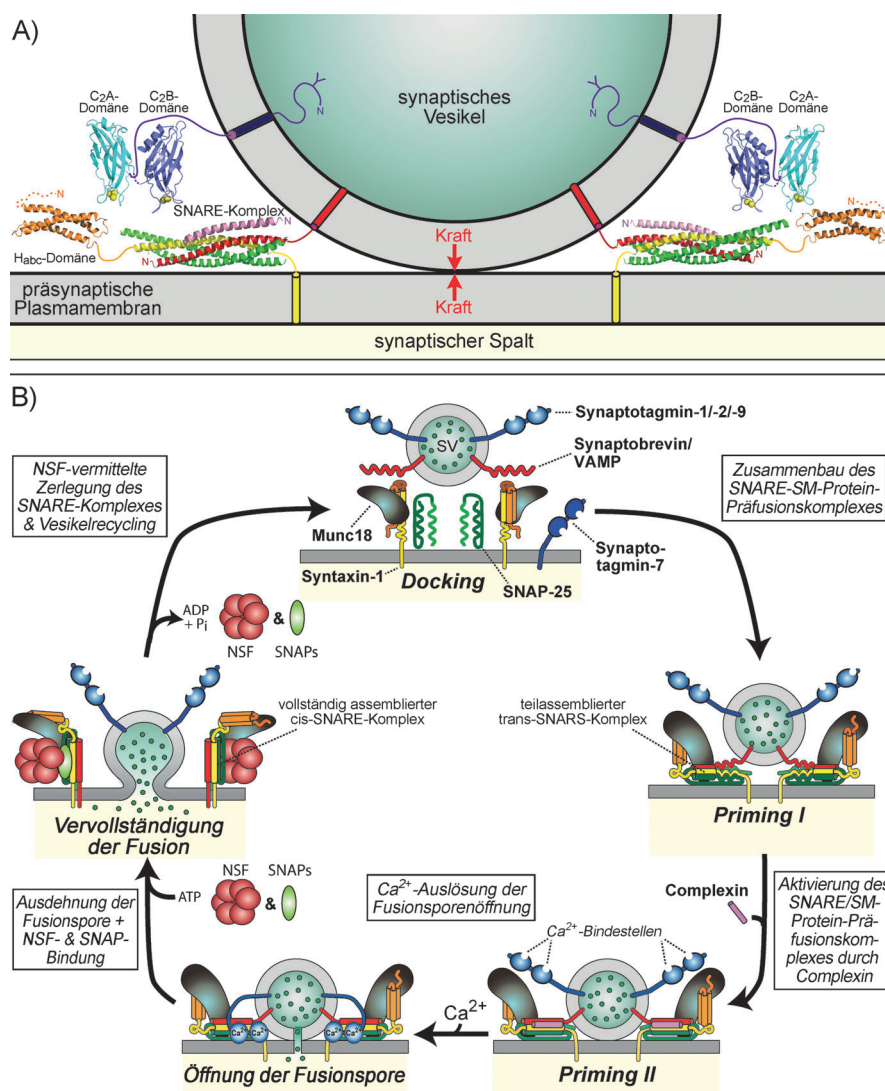 A)
C2A-
Domäne
C2B-
Domäne
N
synaptisches
Vesikel
N
C2B-
Domäne
C2A-
Domäne
N
SNARE-Komplex
N
N
N
N
N
Habc-Domäne
Kraft
Kraft
präsynaptische
Plasmamembran
synaptischer Spalt
B)
NSF-vermittelte
Zerlegung des
SNARE-Komplexes
& Vesikelrecycling
SV
Synaptotagmin-1/-2/-9
Synaptobrevin/
VAMP
Zusammenbau des
SNARE-SM-Protein-
Präfusionskomplexes
Munc18
Syntaxin-1
Docking
SNAP-25
Synapto-
tagmin-7
ADP
+ Pi
&
NSF
SNAPs
vollständig assemblierter
cis-SNARE-Komplex
teilassemblierter
trans-SNARS-Komplex
Vervollständigung
der Fusion
Priming I
Ausdehnung der
Fusionspore +
NSF- & SNAP-
Bindung
ATP
NSF
SNAPs
&
Ca2+-Auslösung der
Fusionsporenöffnung
Complexin
Aktivierung des
SNARE/SM-
Protein-Prä-
fusionskom-
plexes durch
Complexin
Ca2+-Bindestellen
Ca2+
Ca2+
Ca2+
Ca2+
Ca2+
Öffnung der Fusionspore
Priming II